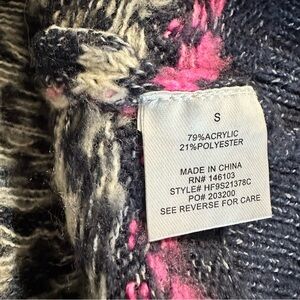 S
79%ACRYLIC
21%POLYESTER
MADE IN CHINA
RN# 146103
STYLE# HF9S21378C
PO# 203200
SEE REVERSE FOR CARE